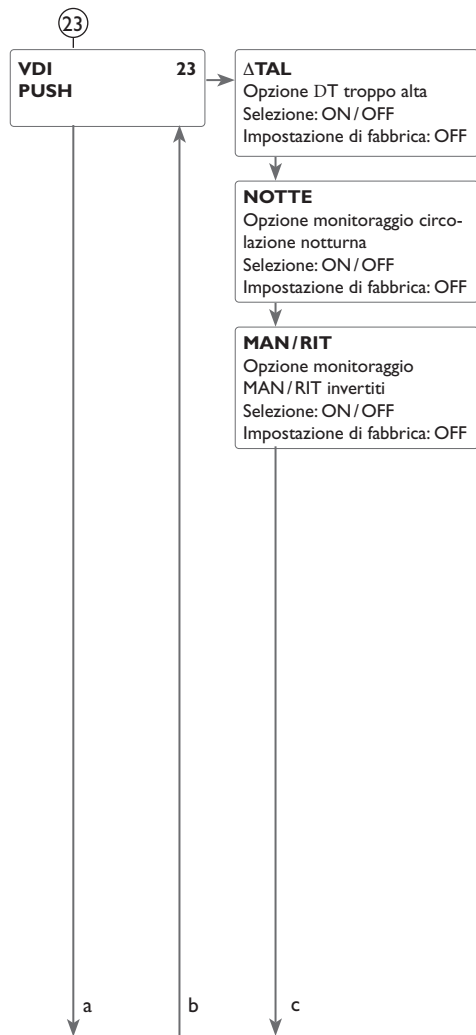 23
VDI 23
PUSH
ΔTAL
Opzione DT troppo alta
Selezione: ON / OFF
Impostazione di fabbrica: OFF
NOTTE
Opzione monitoraggio circo-
lazione notturna
Selezione: ON / OFF
Impostazione di fabbrica: OFF
MAN / RIT
Opzione monitoraggio
MAN / RIT invertiti
Selezione: ON / OFF
Impostazione di fabbrica: OFF
a b c